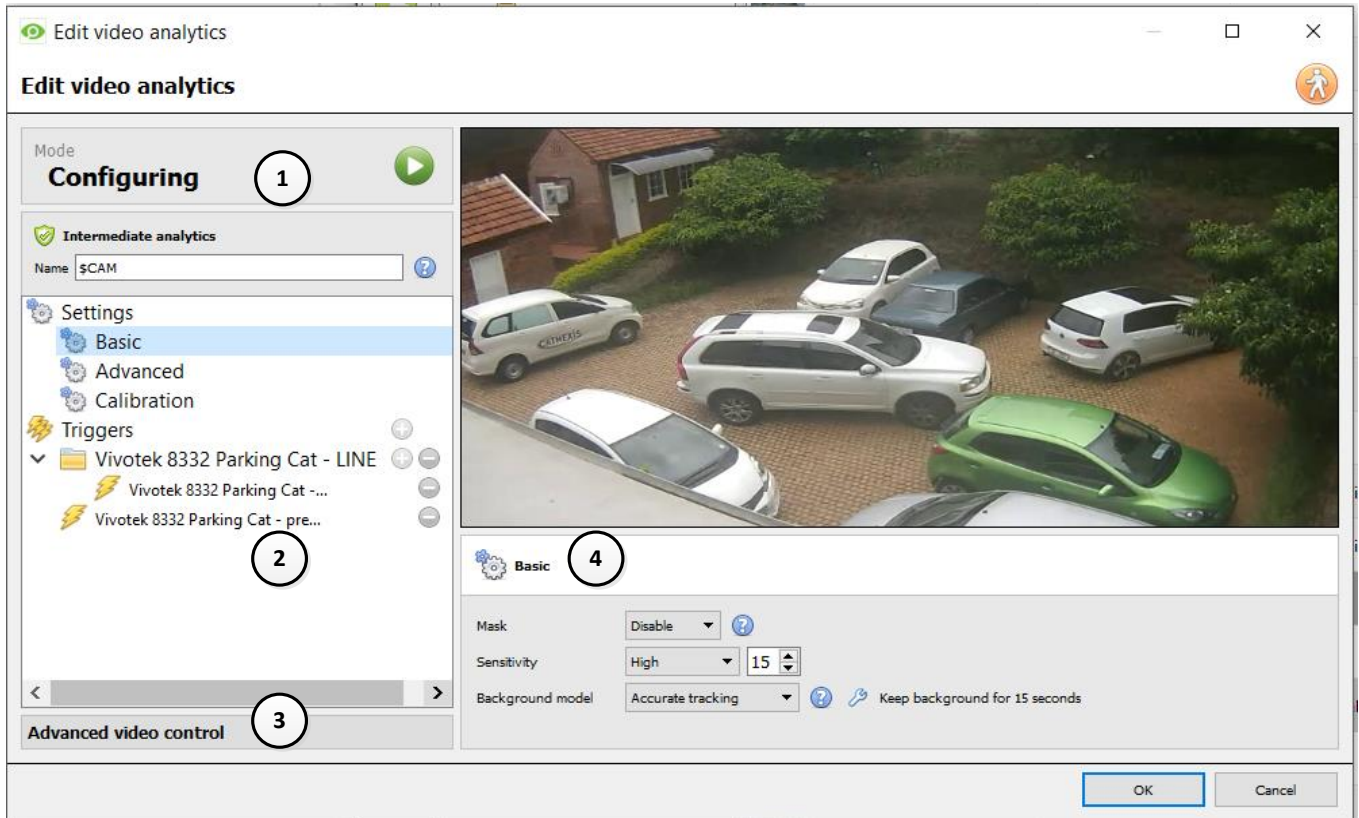 Edit video analytics
Edit video analytics
Mode
Configuring
1
Intermediate analytics
Name $CAM
Settings
Basic
Advanced
Calibration
Triggers
Vivotek 8332 Parking Cat - LINE
Vivotek 8332 Parking Cat -...
Vivotek 8332 Parking Cat - pre...
2
3
Advanced video control
CATHEXIS
Basic
4
Mask Disable
Sensitivity High 15
Background model Accurate tracking Keep background for 15 seconds
OK Cancel